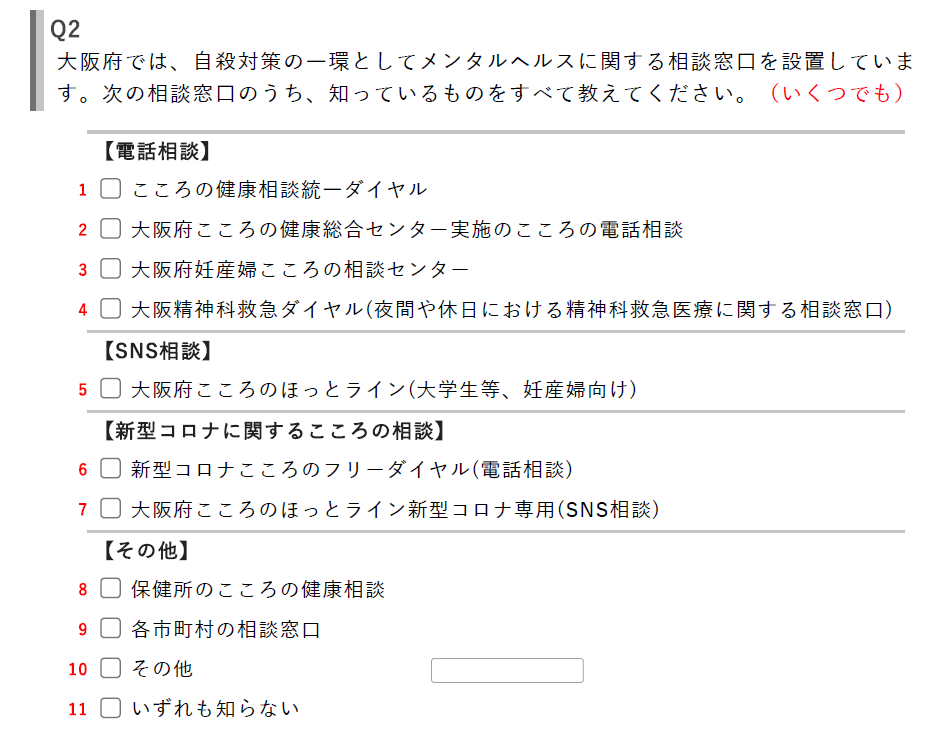 Q2
大阪府では、自殺対策の一環としてメンタルヘルスに関する相談窓口を設置していま
す。次の相談窓口のうち、知っているものをすべて教えてください。（いくつでも）
【電話相談】
1 こころの健康相談統一ダイヤル
2 大阪府こころの健康総合センター実施のこころの電話相談
3 大阪府妊産婦こころの相談センター
4 大阪精神科救急ダイヤル(夜間や休日における精神科救急医療に関する相談窓口)
【SNS相談】
5 大阪府こころのほっとライン(大学生等、妊産婦向け)
【新型コロナに関するこころの相談】
6 新型コロナこころのフリーダイヤル(電話相談)
7 大阪府こころのほっとライン新型コロナ専用(SNS相談)
【その他】
8 保健所のこころの健康相談
9 各市町村の相談窓口
10 その他
11 いずれも知らない